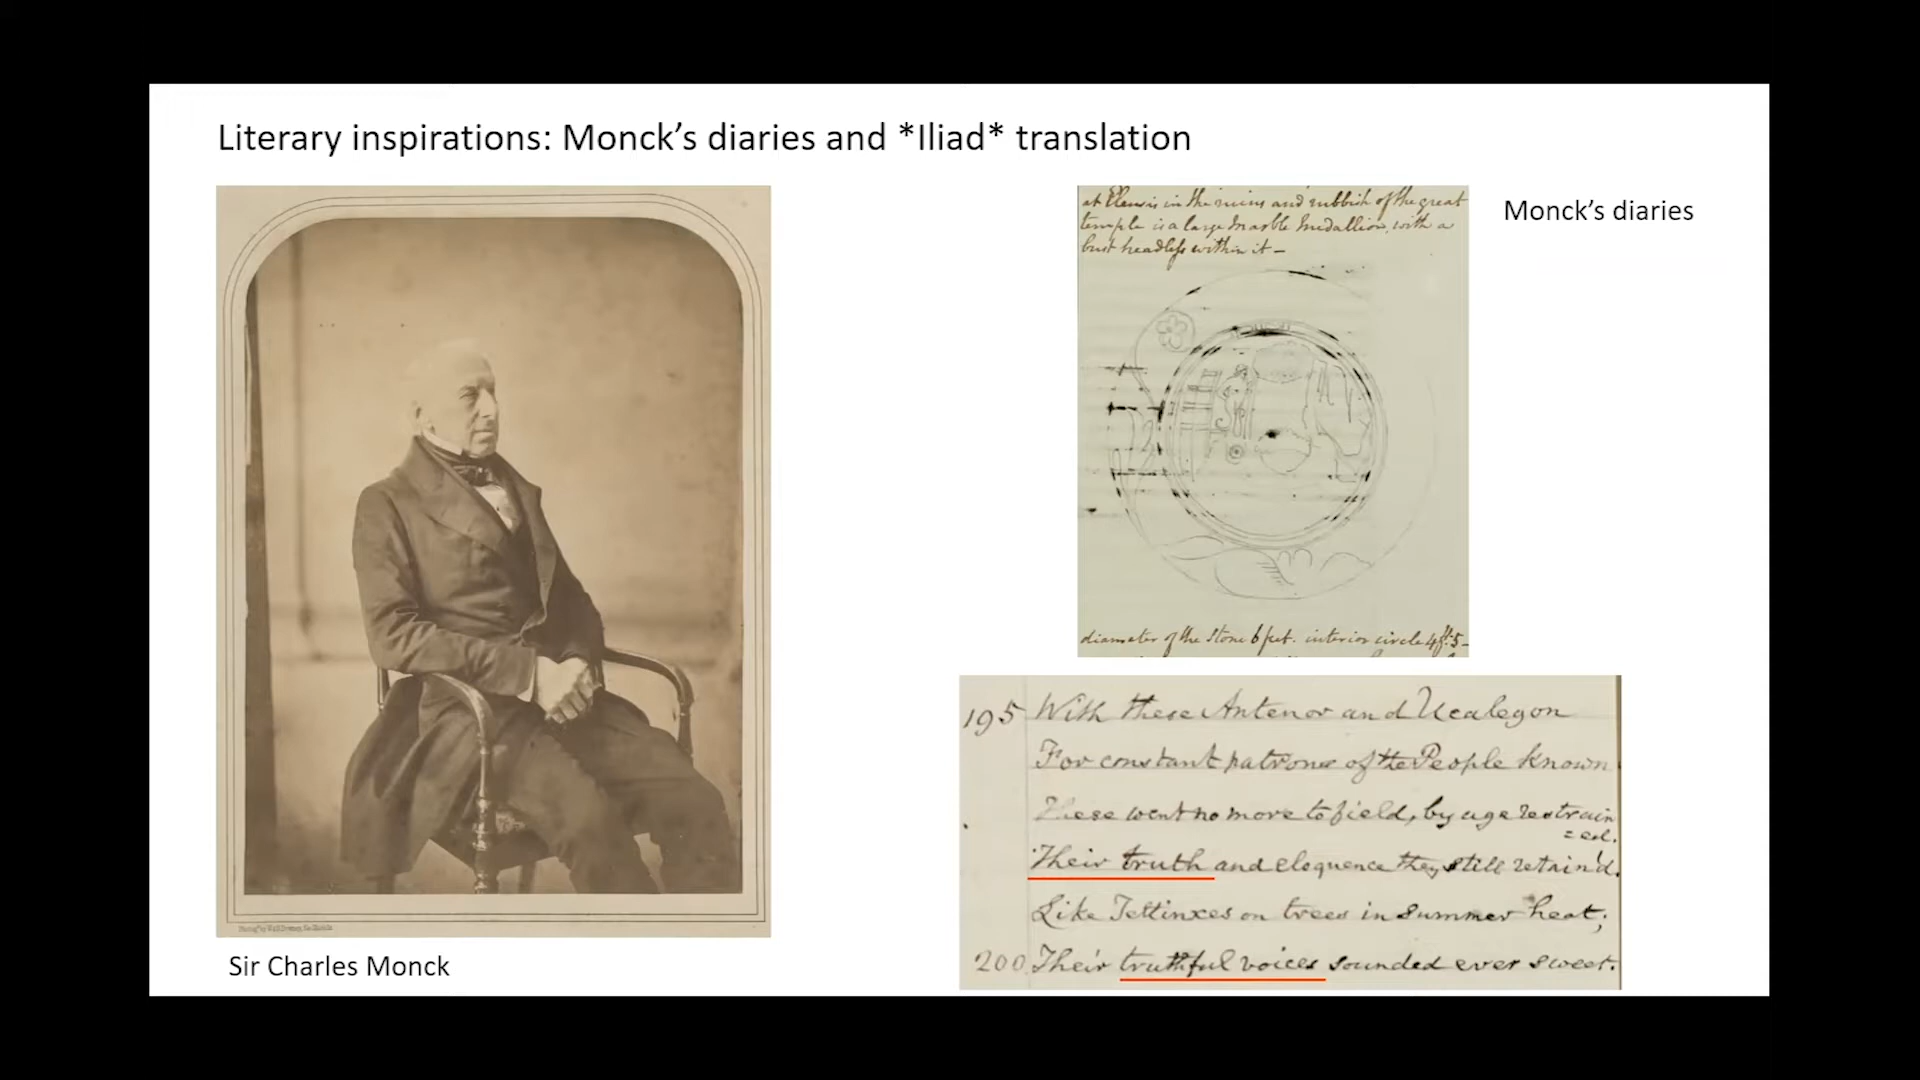 Literary inspirations: Monck’s diaries and *Iliad* translation
at Eleusis in the ruins and rubbish of the great
temple is a large marble medallion, with a
bust headless within it –
Monck’s diaries
diameter of the stone 6 feet. interior circle 4ft. 5 –
195 With these Antenor and Ucalegon
For constant patrons of the People known
These went no more to field, by age restrain
= ed.
Their truth and eloquence they still retain'd.
Like Tettinxes on trees in summer heat;
200 Their truthful voices sounded ever sweet.
Sir Charles Monck